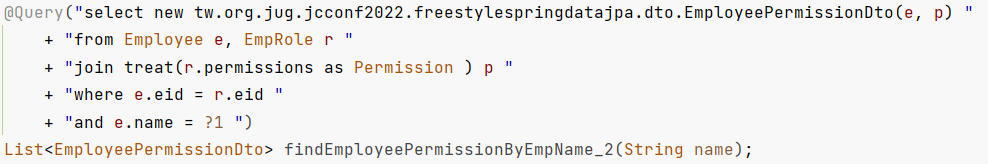 @Query("select new tw.org.jug.jcconf2022.freestylespringdatajpa.dto.EmployeePermissionDto(e, p) "
+ "from Employee e, EmpRole r "
+ "join treat(r.permissions as Permission ) p "
+ "where e.eid = r.eid "
+ "and e.name = ?1 ")
List<EmployeePermissionDto> findEmployeePermissionByEmpName_2(String name);